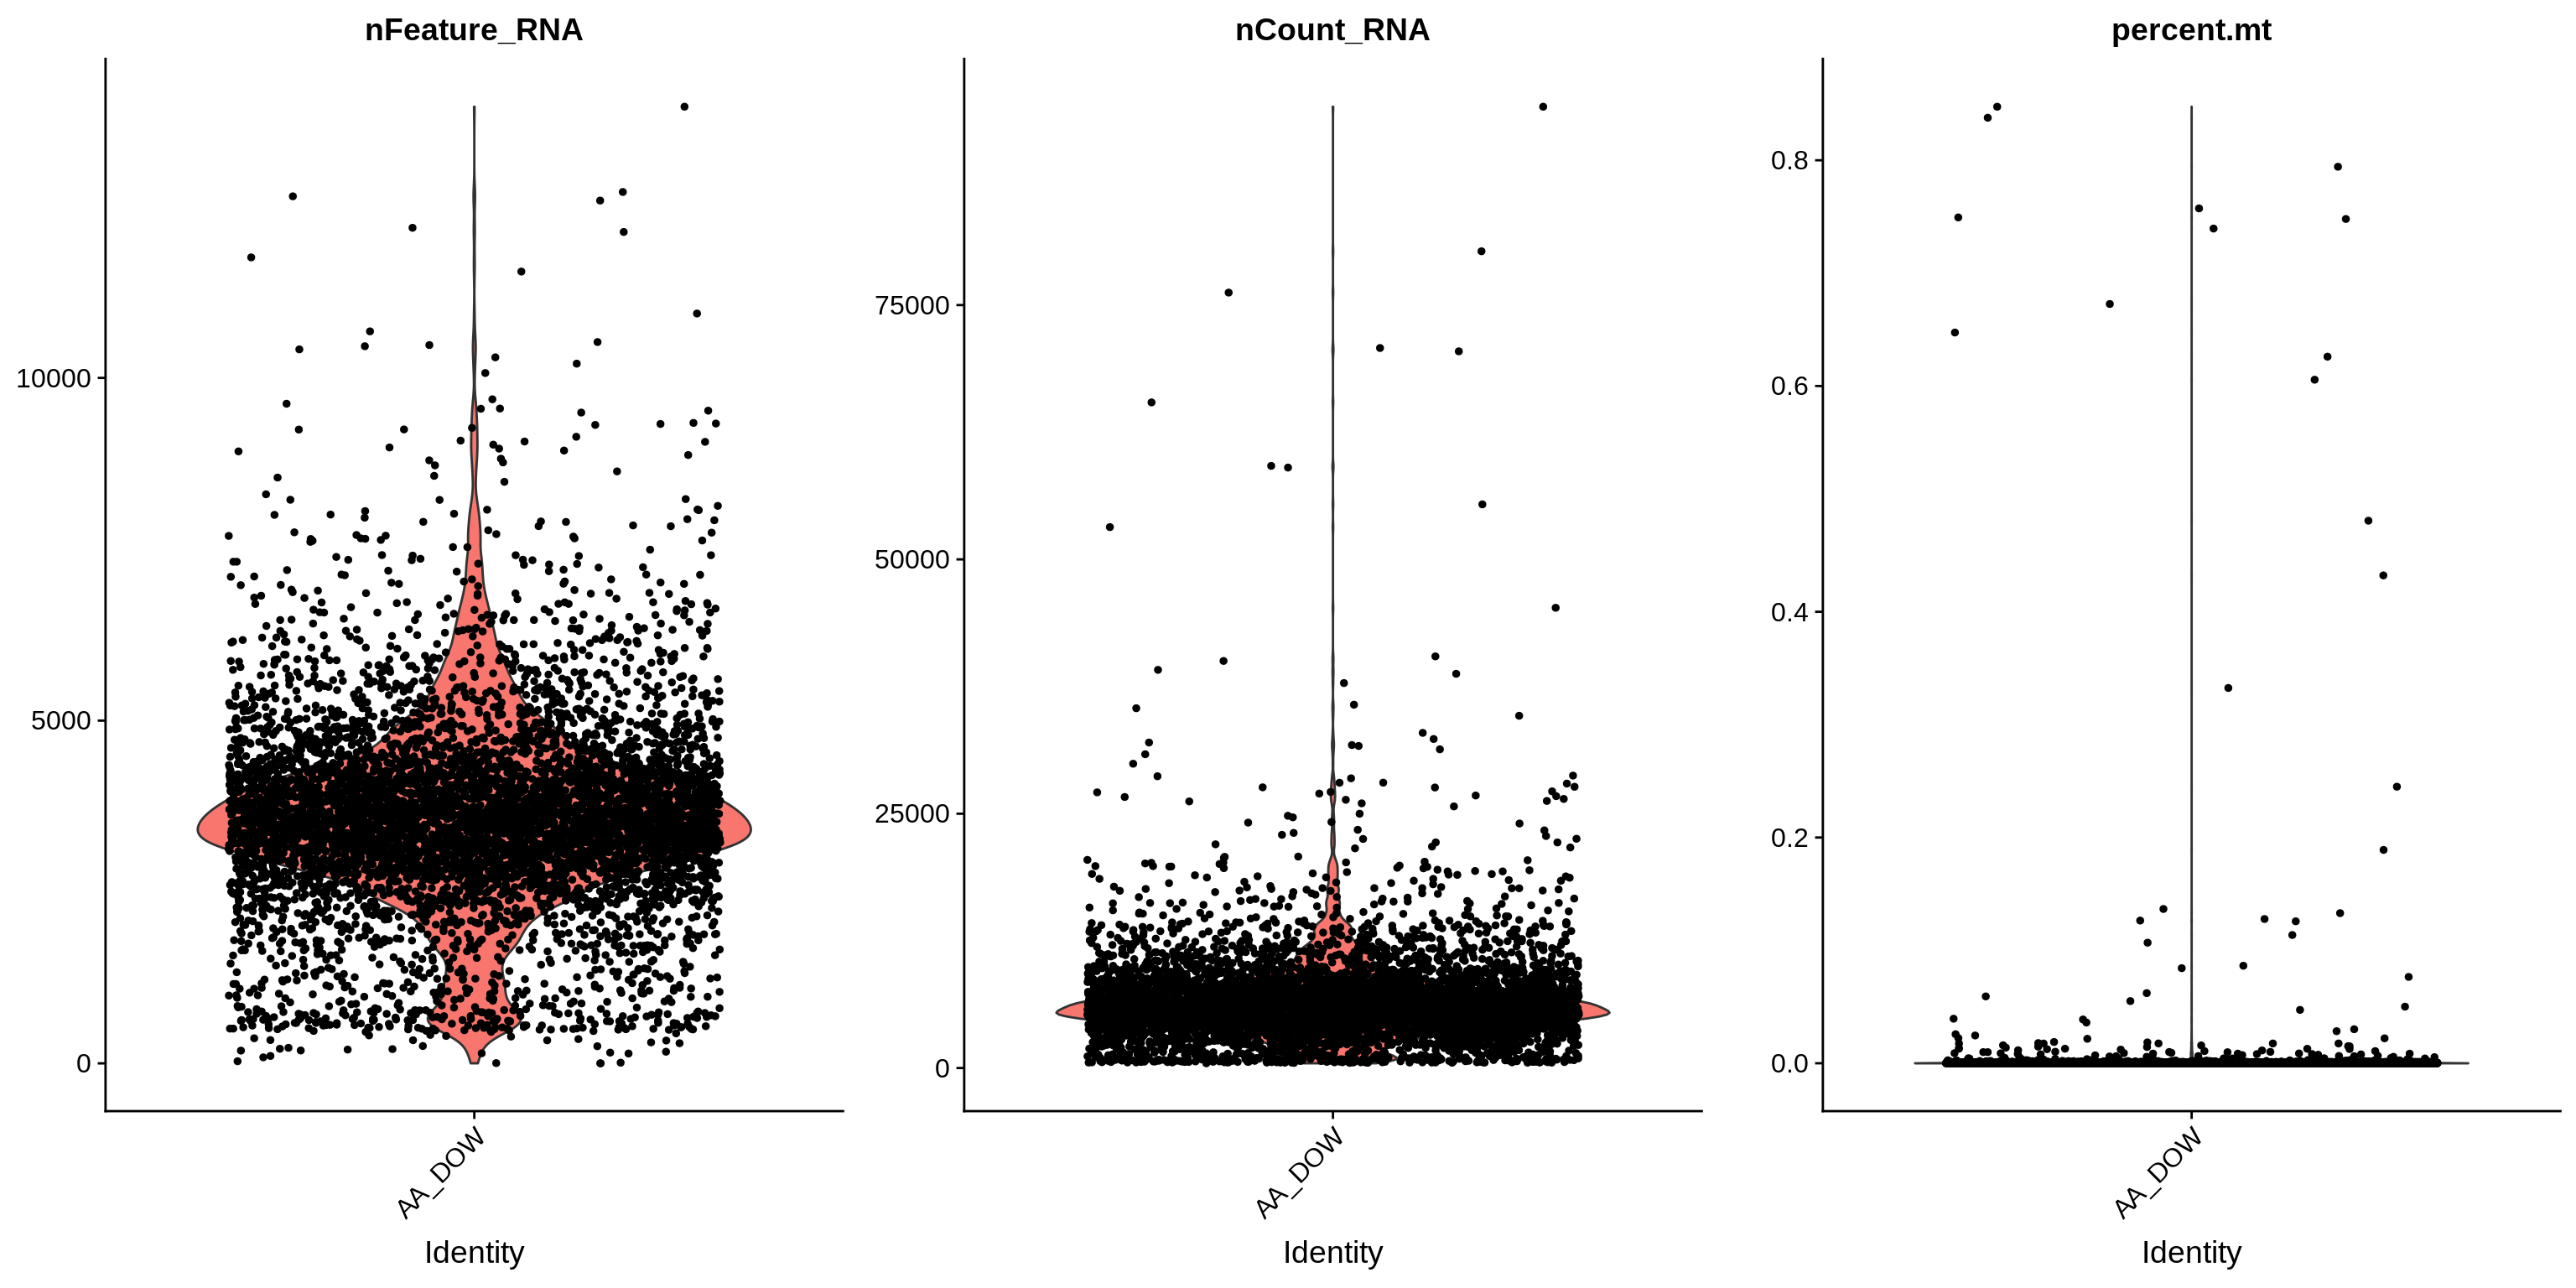 nFeature_RNA
10000
5000
0
AA_DOW
Identity
nCount_RNA
75000
50000
25000
0
AA_DOW
Identity
percent.mt
0.8
0.6
0.4
0.2
0.0
AA_DOW
Identity